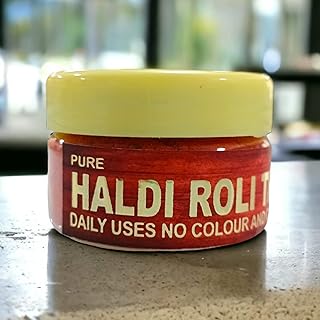 PURE
HALDI ROLI
DAILY USES NO COLOUR AND